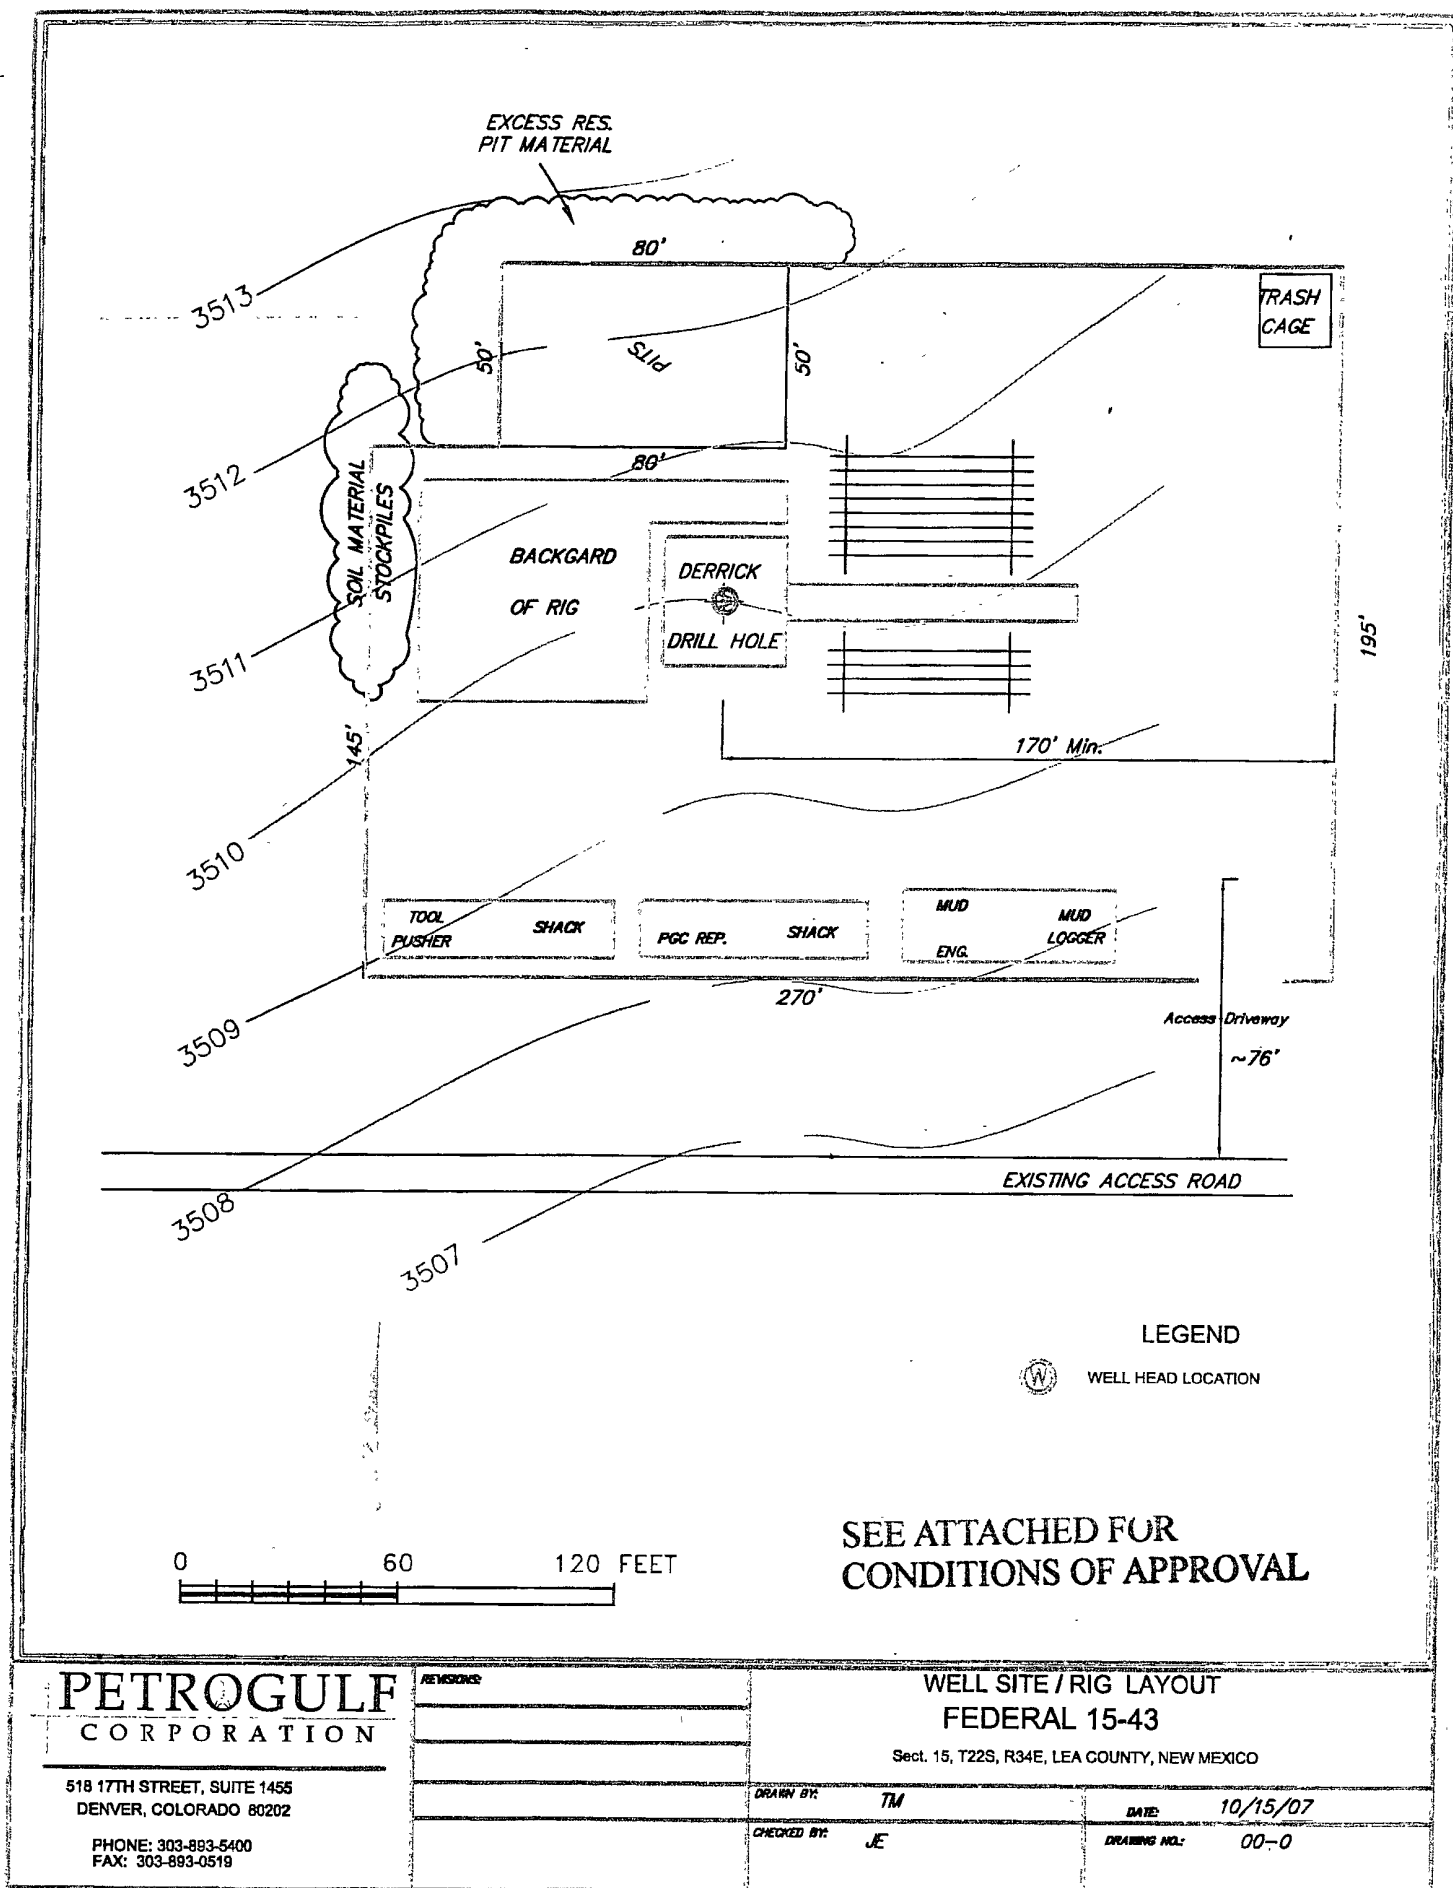 EXCESS RES.
PIT MATERIAL
80'
3513
TRASH
CAGE
50'
PITS
50'
3512
80'
SOIL MATERIAL
STOCKPILES
BACKGARD
OF RIG
DERRICK
DRILL HOLE
3511
195'
145'
170' Min.
3510
TOOL
PUSHER
SHACK
PGC REP.
SHACK
MUD
ENG.
MUD
LOGGER
270'
3509
Access Driveway
~76'
EXISTING ACCESS ROAD
3508
3507
LEGEND
W
WELL HEAD LOCATION
SEE ATTACHED FOR
CONDITIONS OF APPROVAL
0 60 120 FEET
PETROGULF
CORPORATION
518 17TH STREET, SUITE 1455
DENVER, COLORADO 80202
PHONE: 303-893-5400
FAX: 303-893-0519
REVISIONS:
WELL SITE / RIG LAYOUT
FEDERAL 15-43
Sect. 15, T22S, R34E, LEA COUNTY, NEW MEXICO
DRAWN BY: TM
DATE: 10/15/07
CHECKED BY: JE
DRAWING NO.: 00-0